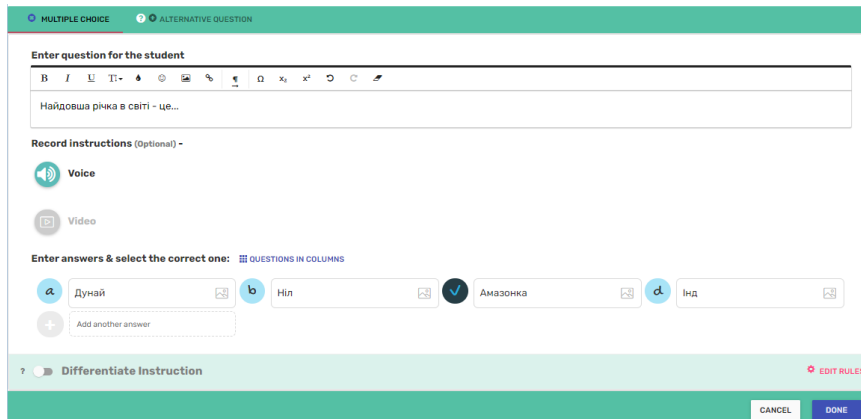 MULTIPLE CHOICE ? ALTERNATIVE QUESTION
Enter question for the student
B I U T ¶ Ω x₂ x²
Найдовша річка в світі - це...
Record instructions (Optional) -
Voice
Video
Enter answers & select the correct one: QUESTIONS IN COLUMNS
a Дунай b Ніл Амазонка d Інд
+ Add another answer
? Differentiate Instruction EDIT RULES
CANCEL DONE